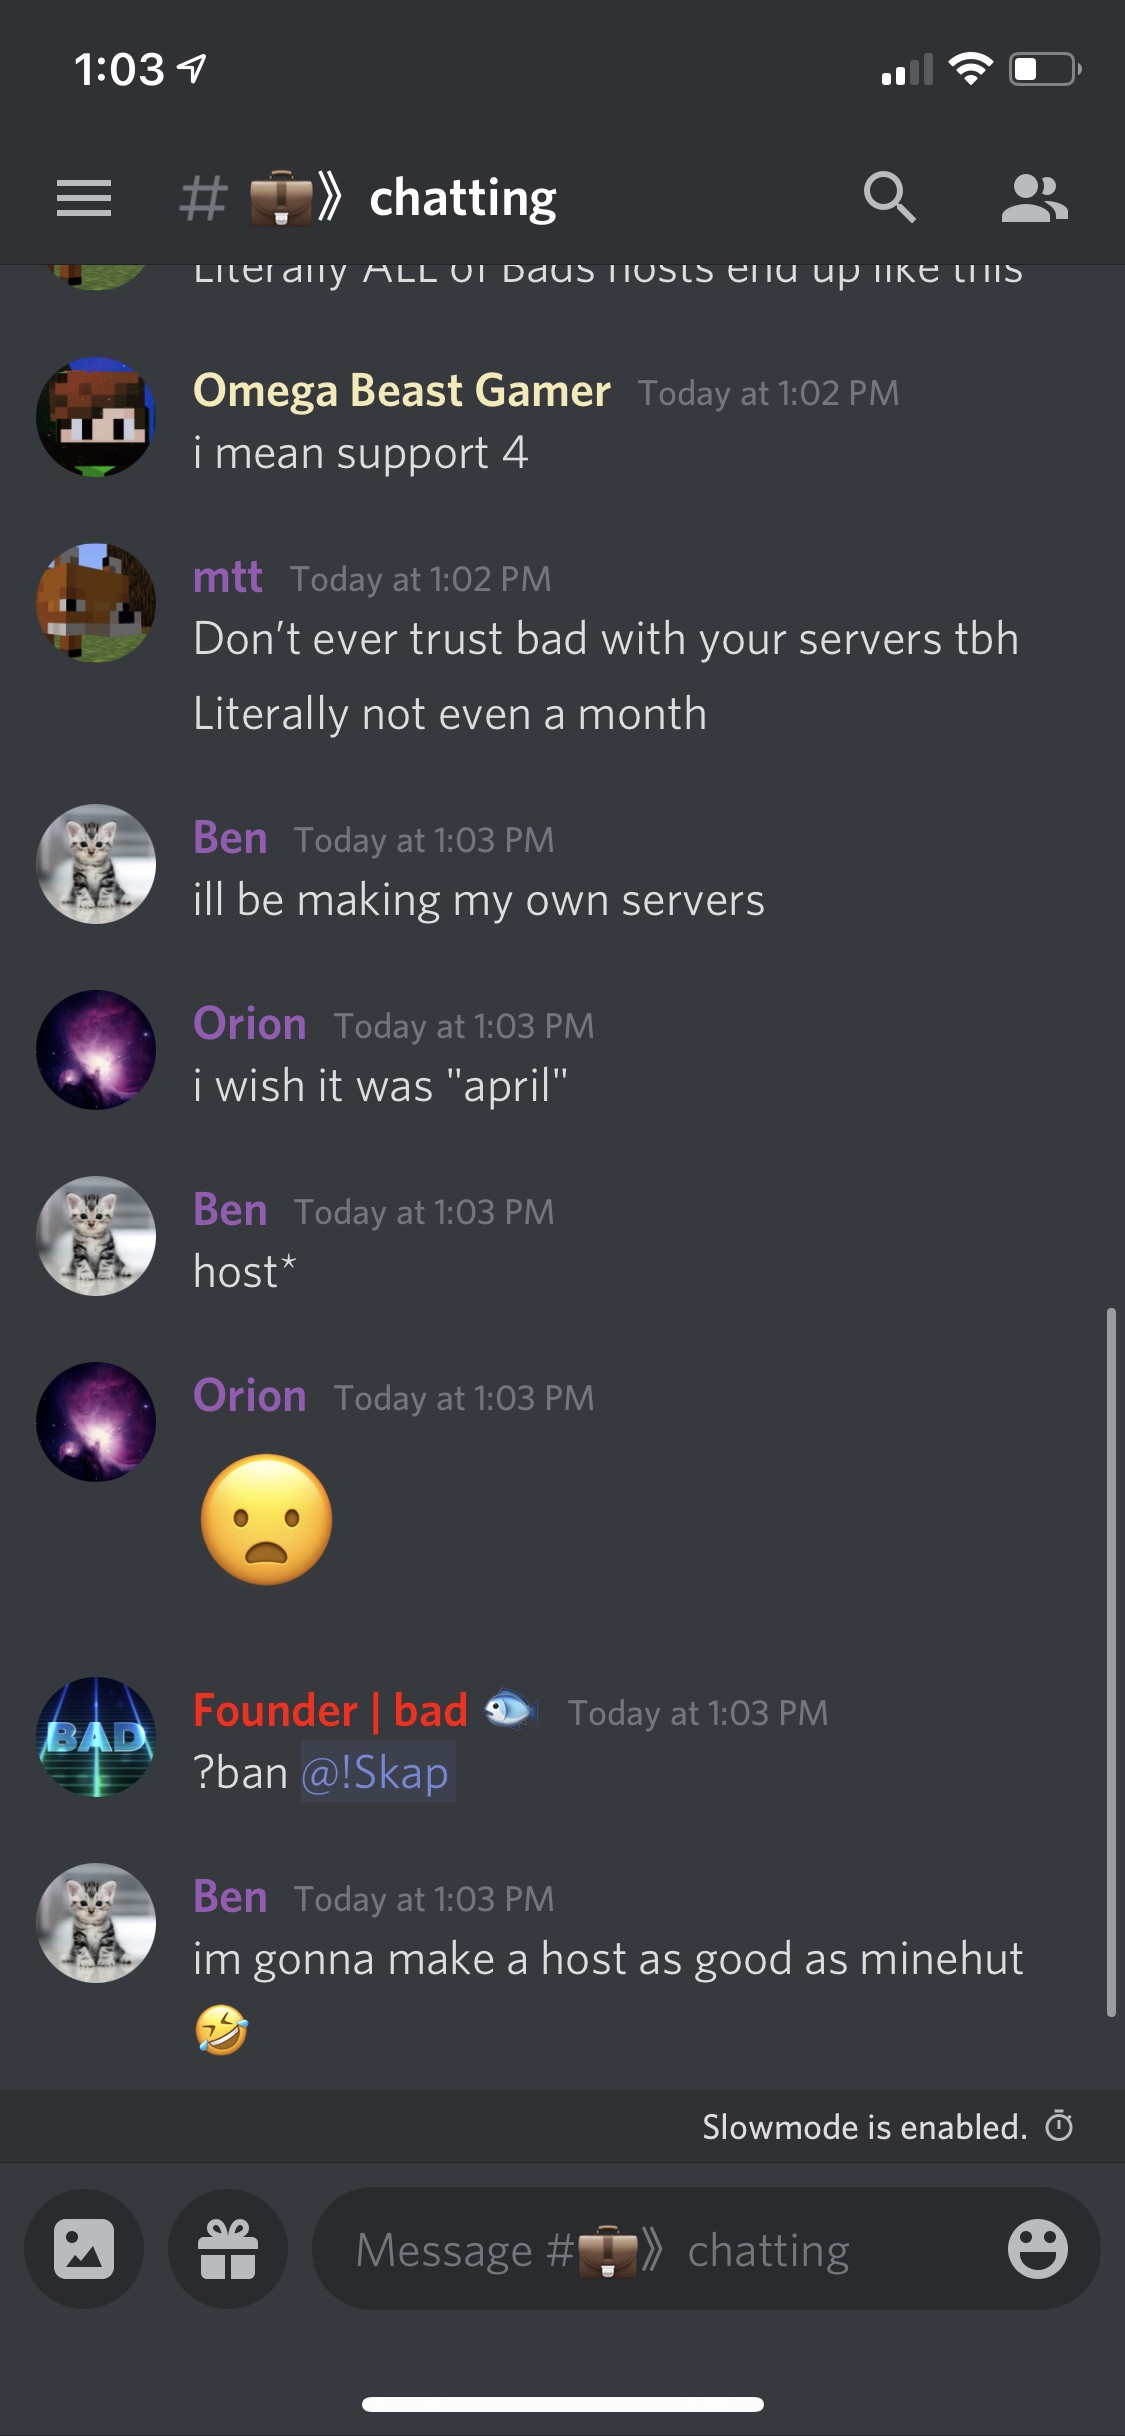 1:03
# 💼》chatting
Literally ALL of Bads hosts end up like this
Omega Beast Gamer Today at 1:02 PM
i mean support 4
mtt Today at 1:02 PM
Don’t ever trust bad with your servers tbh
Literally not even a month
Ben Today at 1:03 PM
ill be making my own servers
Orion Today at 1:03 PM
i wish it was "april"
Ben Today at 1:03 PM
host*
Orion Today at 1:03 PM
😦
BAD
Founder | bad 🐟 Today at 1:03 PM
?ban @!Skap
Ben Today at 1:03 PM
im gonna make a host as good as minehut
🤣
Slowmode is enabled.
Message #💼》chatting